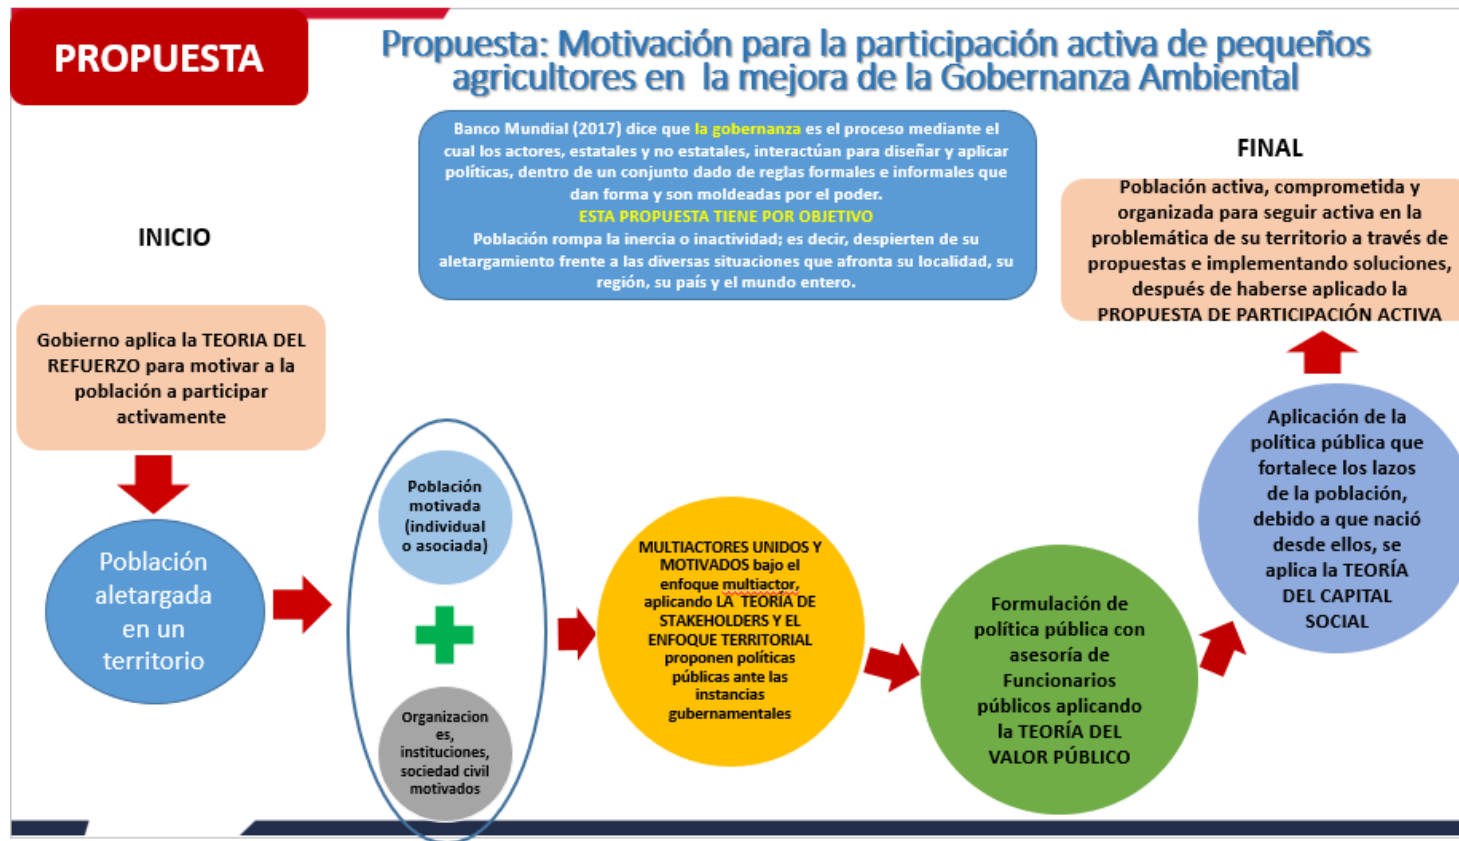 PROPUESTA
Propuesta: Motivación para la participación activa de pequeños
agricultores en la mejora de la Gobernanza Ambiental
Banco Mundial (2017) dice que la gobernanza es el proceso mediante el
cual los actores, estatales y no estatales, interactúan para diseñar y aplicar
políticas, dentro de un conjunto dado de reglas formales e informales que
dan forma y son moldeadas por el poder.
ESTA PROPUESTA TIENE POR OBJETIVO
Población rompa la inercia o inactividad; es decir, despierten de su
aletargamiento frente a las diversas situaciones que afronta su localidad, su
región, su país y el mundo entero.
INICIO
Gobierno aplica la TEORIA DEL
REFUERZO para motivar a la
población a participar
activamente
Población
aletargada
en un
territorio
Población
motivada
(individual
o asociada)
Organizacion
es,
instituciones,
sociedad civil
motivados
MULTIACTORES UNIDOS Y
MOTIVADOS bajo el
enfoque multiactor,
aplicando LA TEORÍA DE
STAKEHOLDERS Y EL
ENFOQUE TERRITORIAL
proponen políticas
públicas ante las
instancias
gubernamentales
Formulación de
política pública con
asesoría de
Funcionarios
públicos aplicando
la TEORÍA DEL
VALOR PÚBLICO
Aplicación de la
política pública que
fortalece los lazos
de la población,
debido a que nació
desde ellos, se
aplica la TEORÍA
DEL CAPITAL
SOCIAL
FINAL
Población activa, comprometida y
organizada para seguir activa en la
problemática de su territorio a través de
propuestas e implementando soluciones,
después de haberse aplicado la
PROPUESTA DE PARTICIPACIÓN ACTIVA